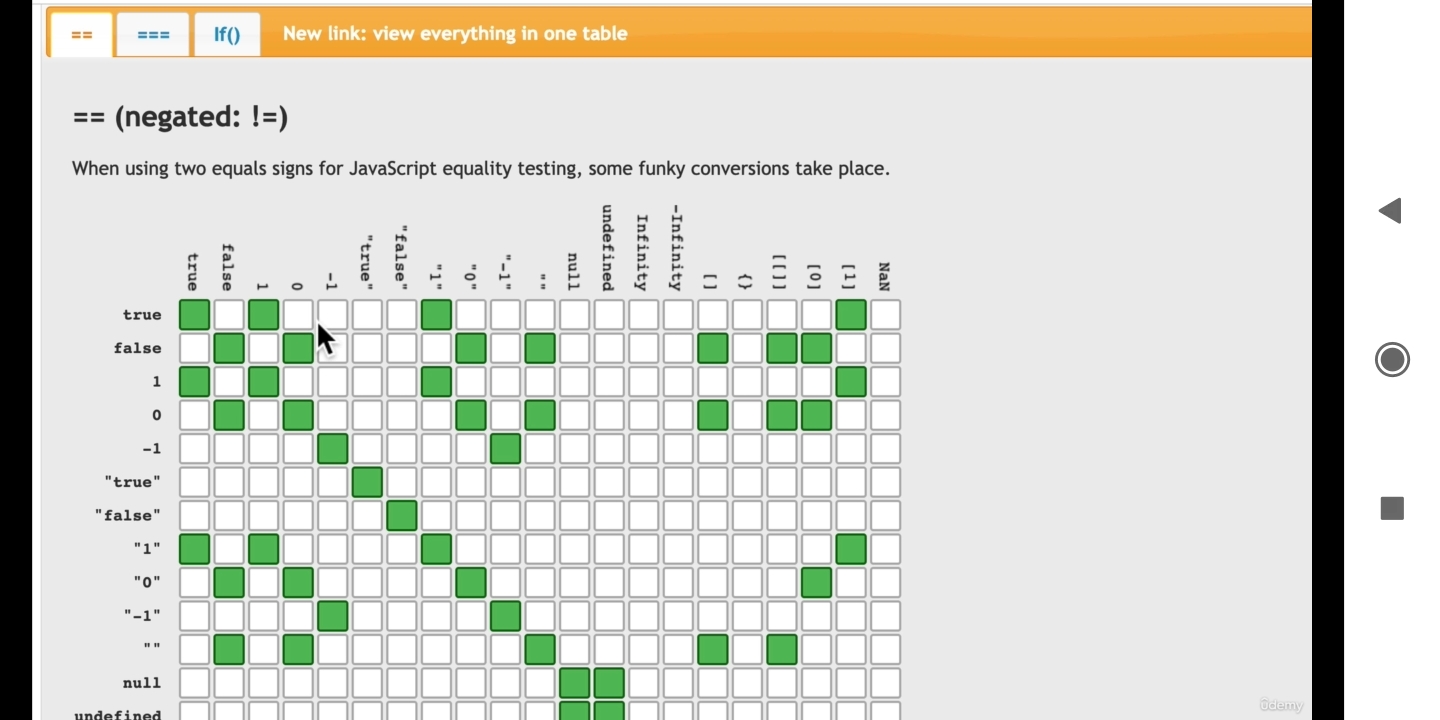 == === If() New link: view everything in one table
== (negated: !=)
When using two equals signs for JavaScript equality testing, some funky conversions take place.
true false 1 0 -1 "true" "false" "1" "0" "-1" "" null undefined Infinity -Infinity [] {} [[]] [0] [1] NaN
true
false
1
0
-1
"true"
"false"
"1"
"0"
"-1"
""
null
undefined
ûdemy